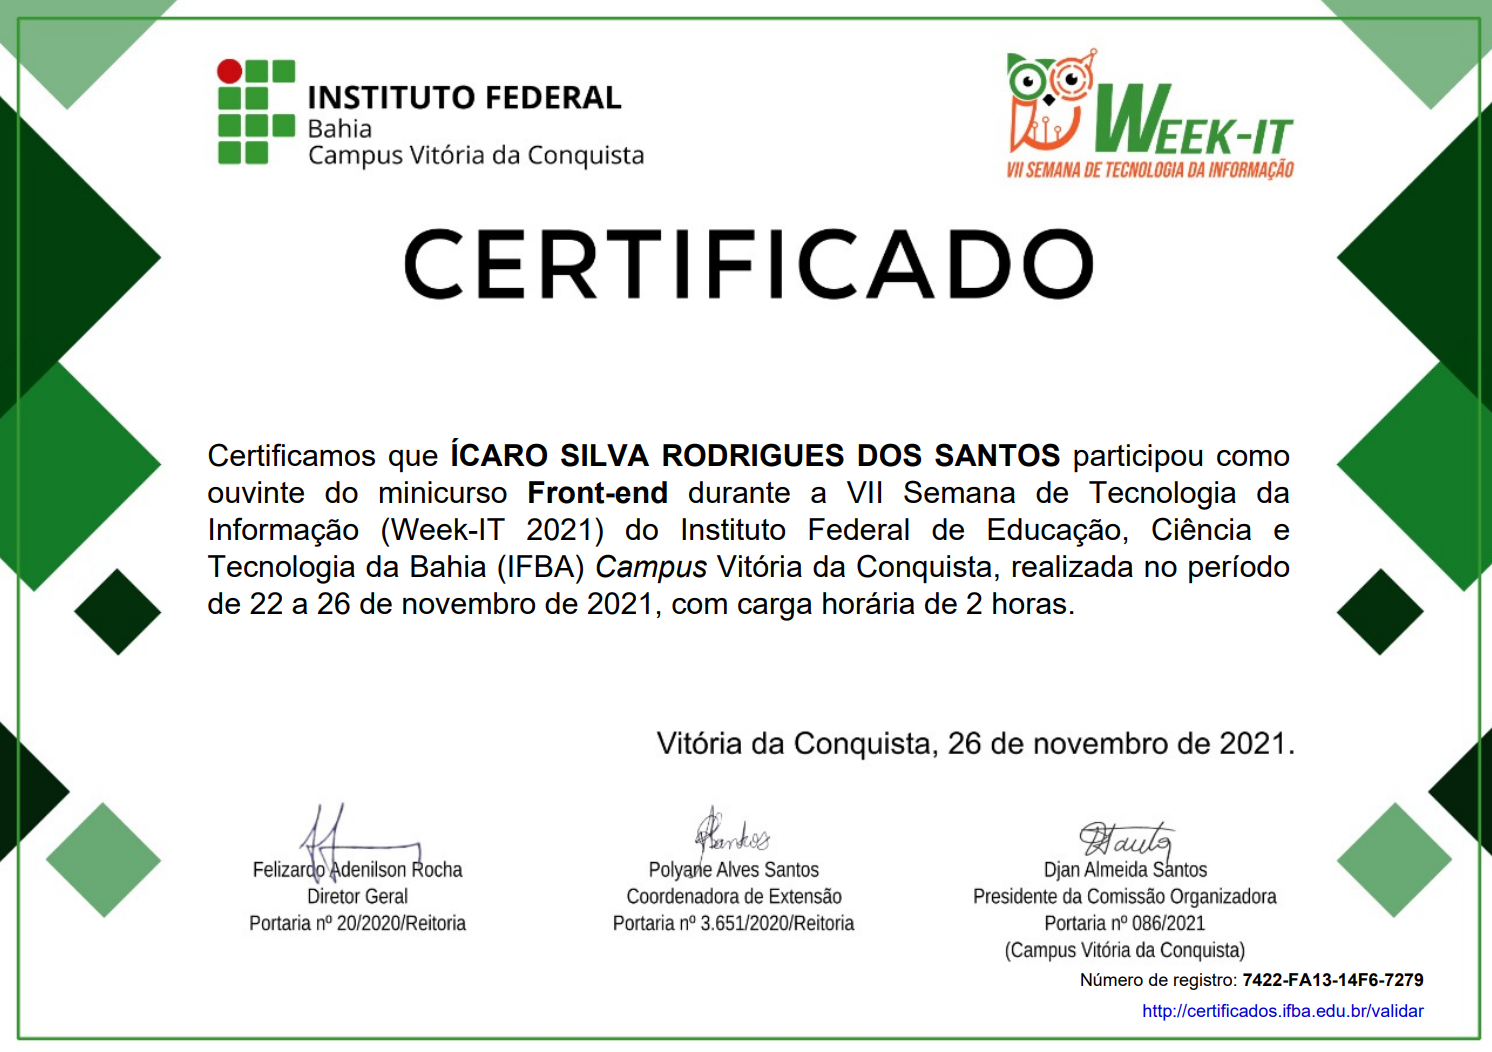 INSTITUTO FEDERAL
Bahia
Campus Vitória da Conquista
WEEK-IT
VII SEMANA DE TECNOLOGIA DA INFORMAÇÃO
CERTIFICADO
Certificamos que ÍCARO SILVA RODRIGUES DOS SANTOS participou como
ouvinte do minicurso Front-end durante a VII Semana de Tecnologia da
Informação (Week-IT 2021) do Instituto Federal de Educação, Ciência e
Tecnologia da Bahia (IFBA) Campus Vitória da Conquista, realizada no período
de 22 a 26 de novembro de 2021, com carga horária de 2 horas.
Vitória da Conquista, 26 de novembro de 2021.
Felizardo Adenilson Rocha
Diretor Geral
Portaria nº 20/2020/Reitoria
Polyane Alves Santos
Coordenadora de Extensão
Portaria nº 3.651/2020/Reitoria
Djan Almeida Santos
Presidente da Comissão Organizadora
Portaria nº 086/2021
(Campus Vitória da Conquista)
Número de registro: 7422-FA13-14F6-7279
http://certificados.ifba.edu.br/validar